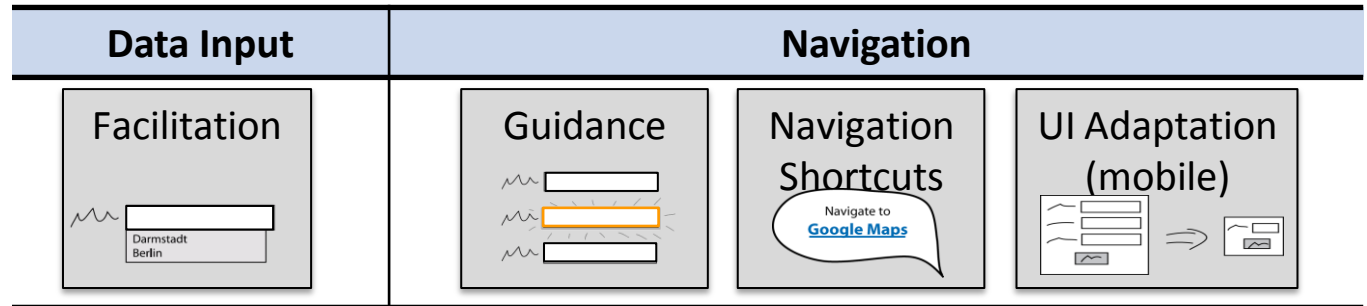 Data Input
Navigation
Facilitation
Darmstadt
Berlin
Guidance
Navigation
Shortcuts
Navigate to
Google Maps
UI Adaptation
(mobile)